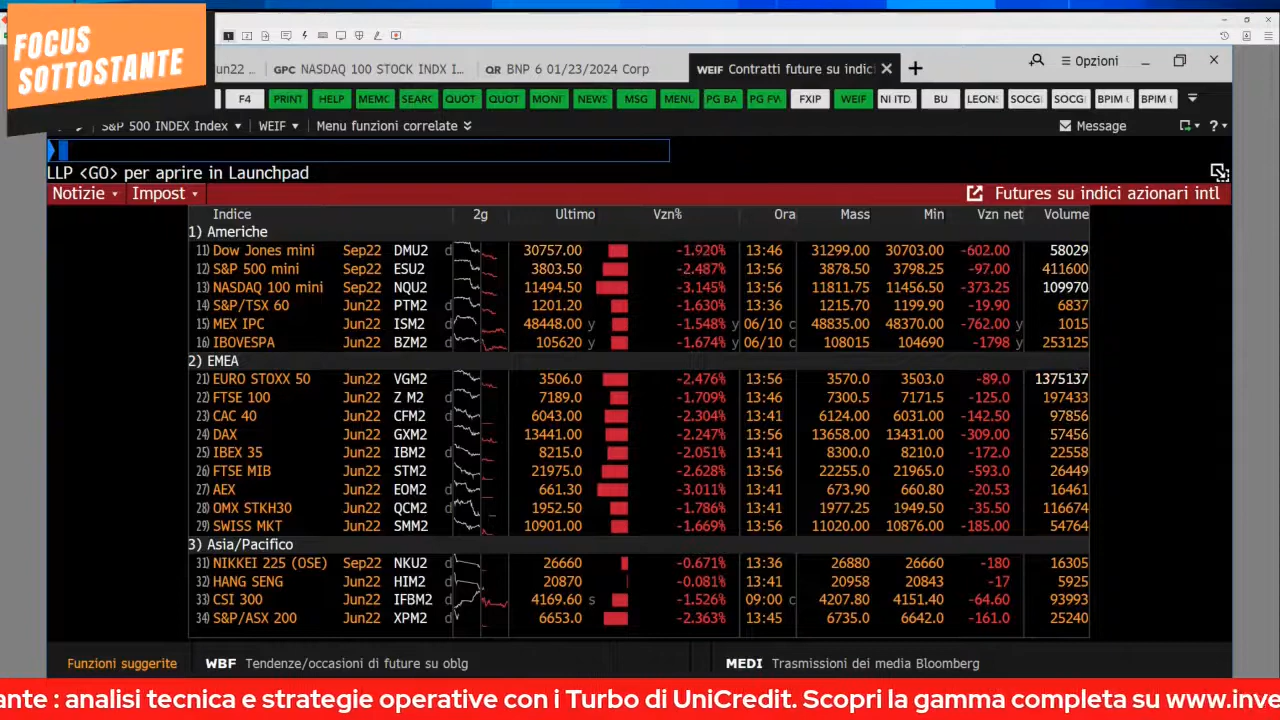 FOCUS
SOTTOSTANTE
un22 ... GPC NASDAQ 100 STOCK INDX I... QR BNP 6 01/23/2024 Corp WEIF Contratti future su indici Opzioni
F4 PRINT HELP MEMC SEARC QUOT QUOT MONI NEWS MSG MENU PG BA PG FW FXIP WEIF NI ITD BU LEON SOCG SOCG BPIM ( BPIM (
S&P 500 INDEX Index WEIF Menu funzioni correlate Message ?
LLP <GO> per aprire in Launchpad
Notizie Impost Futures su indici azionari intl
Indice 2g Ultimo Vzn% Ora Mass Min Vzn net Volume
1) Americhe
11) Dow Jones mini Sep22 DMU2 d 30757.00 -1.920% 13:46 31299.00 30703.00 -602.00 58029
12) S&P 500 mini Sep22 ESU2 3803.50 -2.487% 13:56 3878.50 3798.25 -97.00 411600
13) NASDAQ 100 mini Sep22 NQU2 11494.50 -3.145% 13:56 11811.75 11456.50 -373.25 109970
14) S&P/TSX 60 Jun22 PTM2 d 1201.20 -1.630% 13:36 1215.70 1199.90 -19.90 6837
15) MEX IPC Jun22 ISM2 d 48448.00 y -1.548% y 06/10 c 48835.00 48370.00 -762.00 y 1015
16) IBOVESPA Jun22 BZM2 d 105620 y -1.674% y 06/10 c 108015 104690 -1798 y 253125
2) EMEA
21) EURO STOXX 50 Jun22 VGM2 3506.0 -2.476% 13:56 3570.0 3503.0 -89.0 1375137
22) FTSE 100 Jun22 Z M2 d 7189.0 -1.709% 13:46 7300.5 7171.5 -125.0 197433
23) CAC 40 Jun22 CFM2 d 6043.00 -2.304% 13:41 6124.00 6031.00 -142.50 97856
24) DAX Jun22 GXM2 d 13441.00 -2.247% 13:56 13658.00 13431.00 -309.00 57456
25) IBEX 35 Jun22 IBM2 d 8215.0 -2.051% 13:41 8300.0 8210.0 -172.0 22558
26) FTSE MIB Jun22 STM2 d 21975.0 -2.628% 13:56 22255.0 21965.0 -593.0 26449
27) AEX Jun22 EOM2 d 661.30 -3.011% 13:41 673.90 660.80 -20.53 16461
28) OMX STKH30 Jun22 QCM2 d 1952.50 -1.786% 13:41 1977.25 1949.50 -35.50 116674
29) SWISS MKT Jun22 SMM2 d 10901.00 -1.669% 13:56 11020.00 10876.00 -185.00 54764
3) Asia/Pacifico
31) NIKKEI 225 (OSE) Sep22 NKU2 d 26660 -0.671% 13:36 26880 26660 -180 16305
32) HANG SENG Jun22 HIM2 d 20870 -0.081% 13:41 20958 20843 -17 5925
33) CSI 300 Jun22 IFBM2 d 4169.60 s -1.526% 09:00 c 4207.80 4151.40 -64.60 93993
34) S&P/ASX 200 Jun22 XPM2 d 6653.0 -2.363% 13:45 6735.0 6642.0 -161.0 25240
Funzioni suggerite WBF Tendenze/occasioni di future su oblg MEDI Trasmissioni dei media Bloomberg
ante : analisi tecnica e strategie operative con i Turbo di UniCredit. Scopri la gamma completa su www.inve